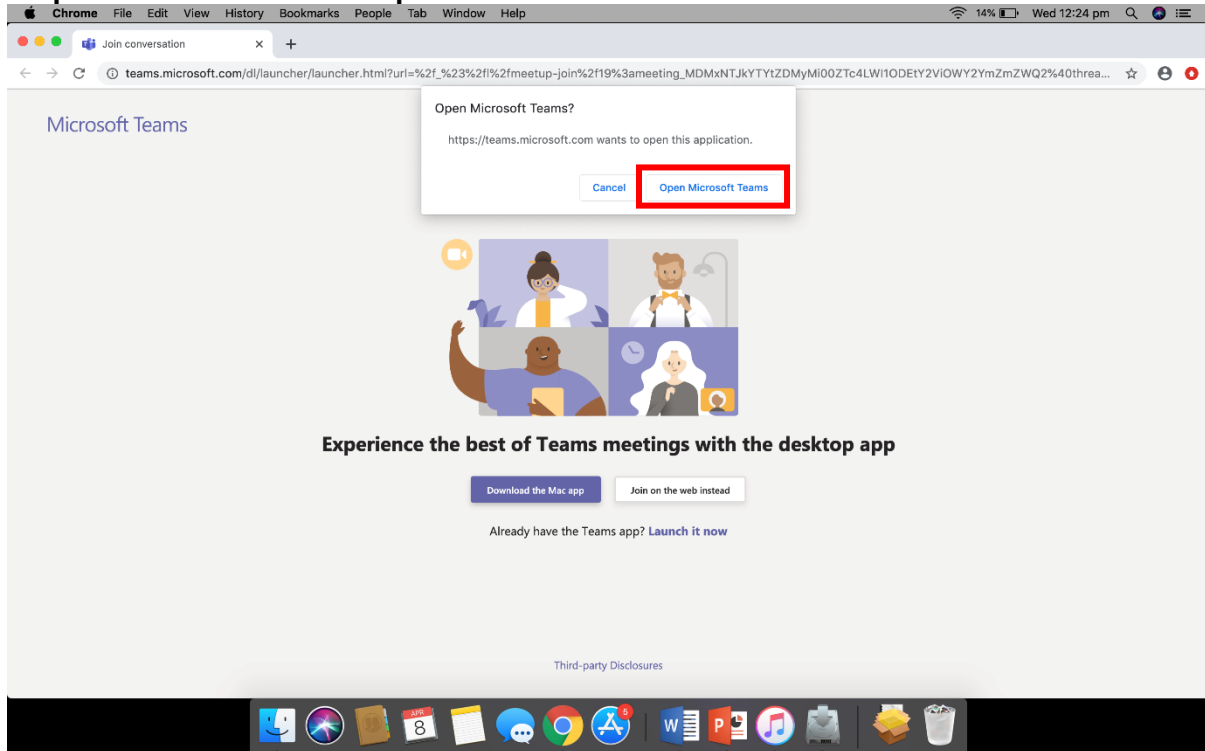 Chrome File Edit View History Bookmarks People Tab Window Help 14% Wed 12:24 pm
Join conversation
teams.microsoft.com/dl/launcher/launcher.html?url=%2f_%23%2fl%2fmeetup-join%2f19%3ameeting_MDMxNTJkYTYtZDMyMi00ZTc4LWI1ODEtY2ViOWY2YmZmZWQ2%40threa...
Open Microsoft Teams?
Microsoft Teams
https://teams.microsoft.com wants to open this application.
Cancel Open Microsoft Teams
Experience the best of Teams meetings with the desktop app
Download the Mac app Join on the web instead
Already have the Teams app? Launch it now
Third-party Disclosures
5
APR
8
W P